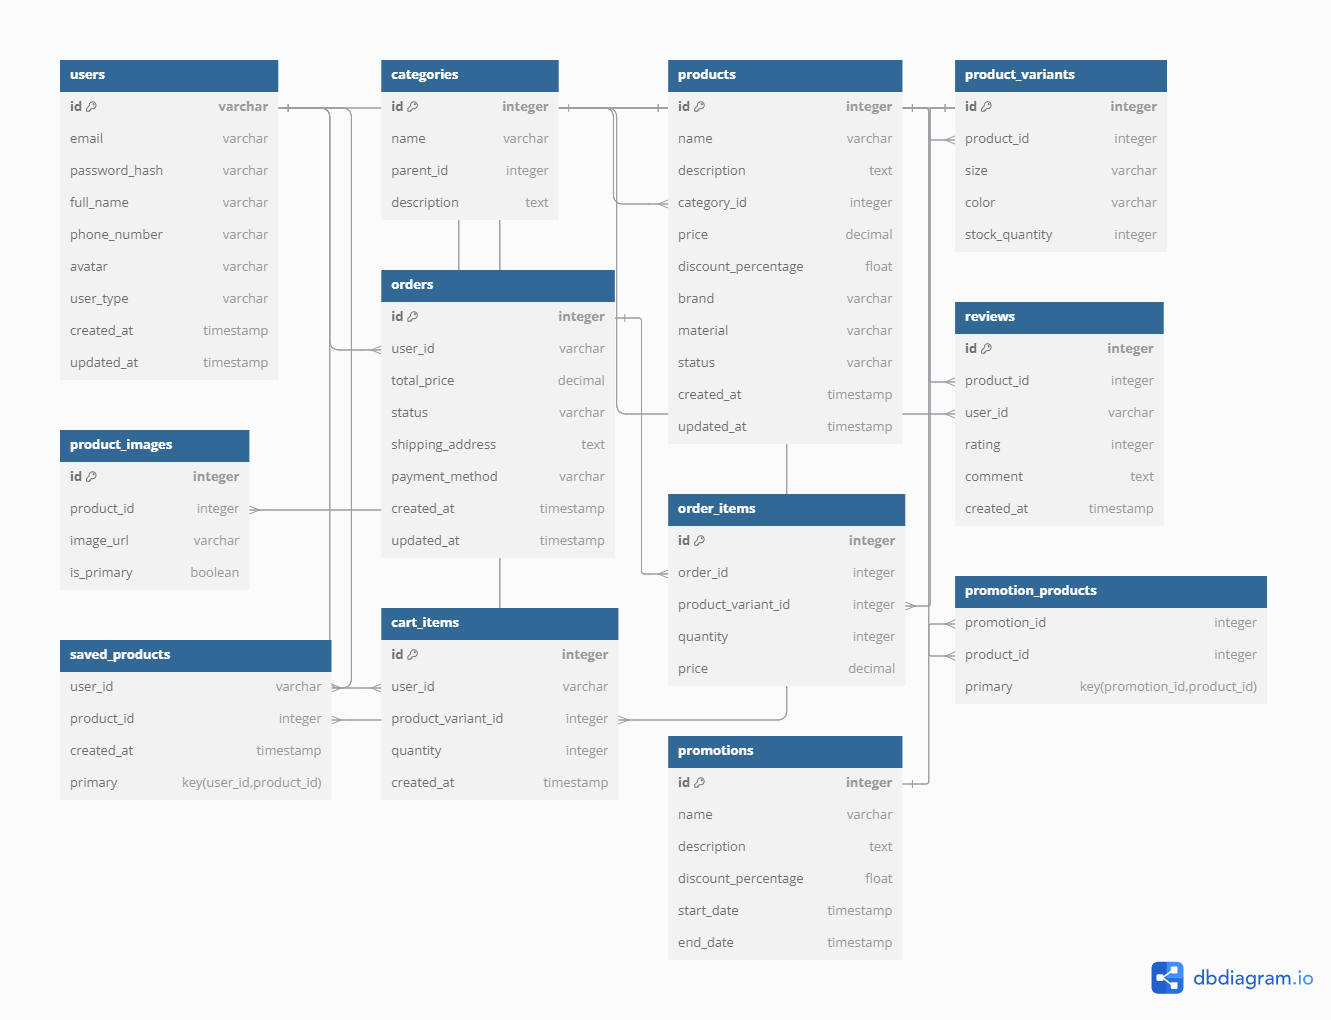 users
id varchar
email varchar
password_hash varchar
full_name varchar
phone_number varchar
avatar varchar
user_type varchar
created_at timestamp
updated_at timestamp
categories
id integer
name varchar
parent_id integer
description text
products
id integer
name varchar
description text
category_id integer
price decimal
discount_percentage float
brand varchar
material varchar
status varchar
created_at timestamp
updated_at timestamp
product_variants
id integer
product_id integer
size varchar
color varchar
stock_quantity integer
orders
id integer
user_id varchar
total_price decimal
status varchar
shipping_address text
payment_method varchar
created_at timestamp
updated_at timestamp
reviews
id integer
product_id integer
user_id varchar
rating integer
comment text
created_at timestamp
product_images
id integer
product_id integer
image_url varchar
is_primary boolean
order_items
id integer
order_id integer
product_variant_id integer
quantity integer
price decimal
promotion_products
promotion_id integer
product_id integer
primary key(promotion_id,product_id)
saved_products
user_id varchar
product_id integer
created_at timestamp
primary key(user_id,product_id)
cart_items
id integer
user_id varchar
product_variant_id integer
quantity integer
created_at timestamp
promotions
id integer
name varchar
description text
discount_percentage float
start_date timestamp
end_date timestamp
dbdiagram.io